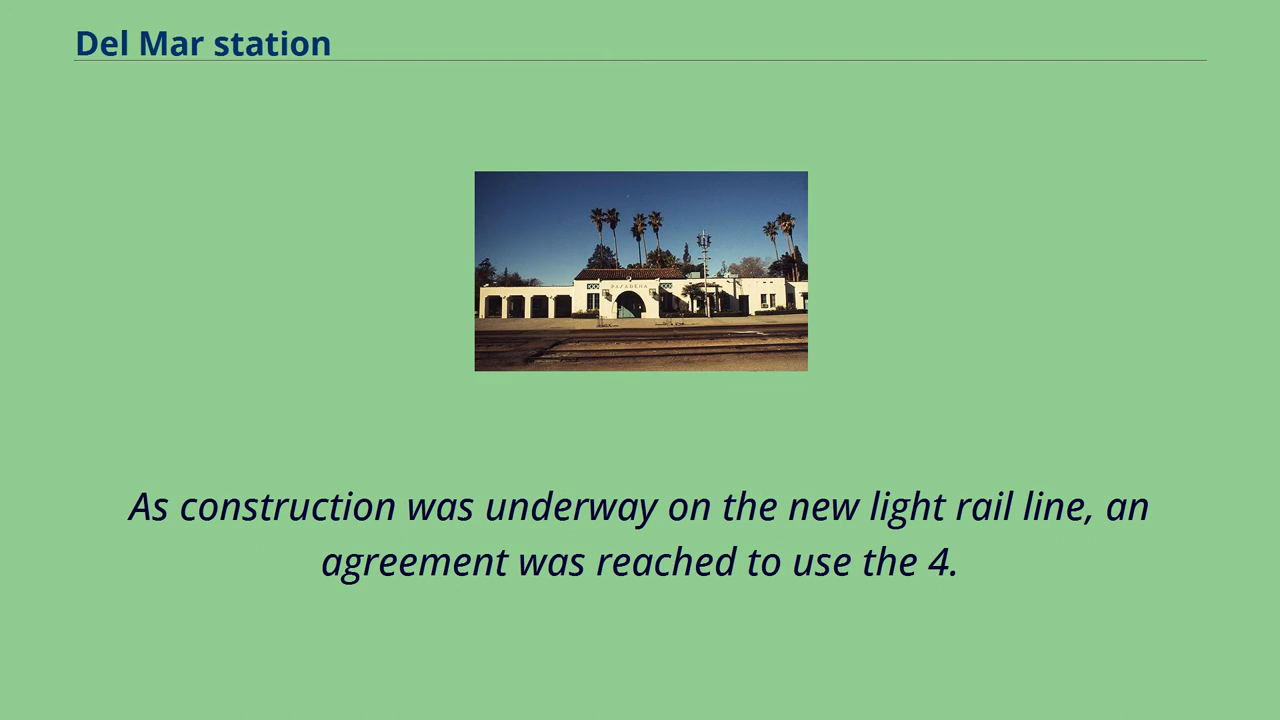 Del Mar station
PASADENA
As construction was underway on the new light rail line, an
agreement was reached to use the 4.